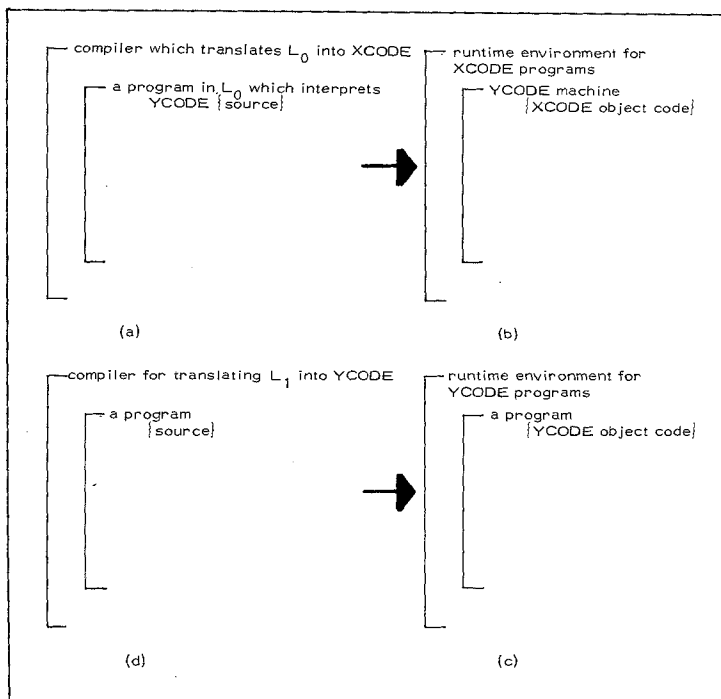 compiler which translates L0 into XCODE
a program in L0 which interprets
YCODE {source}
runtime environment for
XCODE programs
YCODE machine
{XCODE object code}
(a)
(b)
compiler for translating L1 into YCODE
a program
{source}
runtime environment for
YCODE programs
a program
{YCODE object code}
(d)
(c)